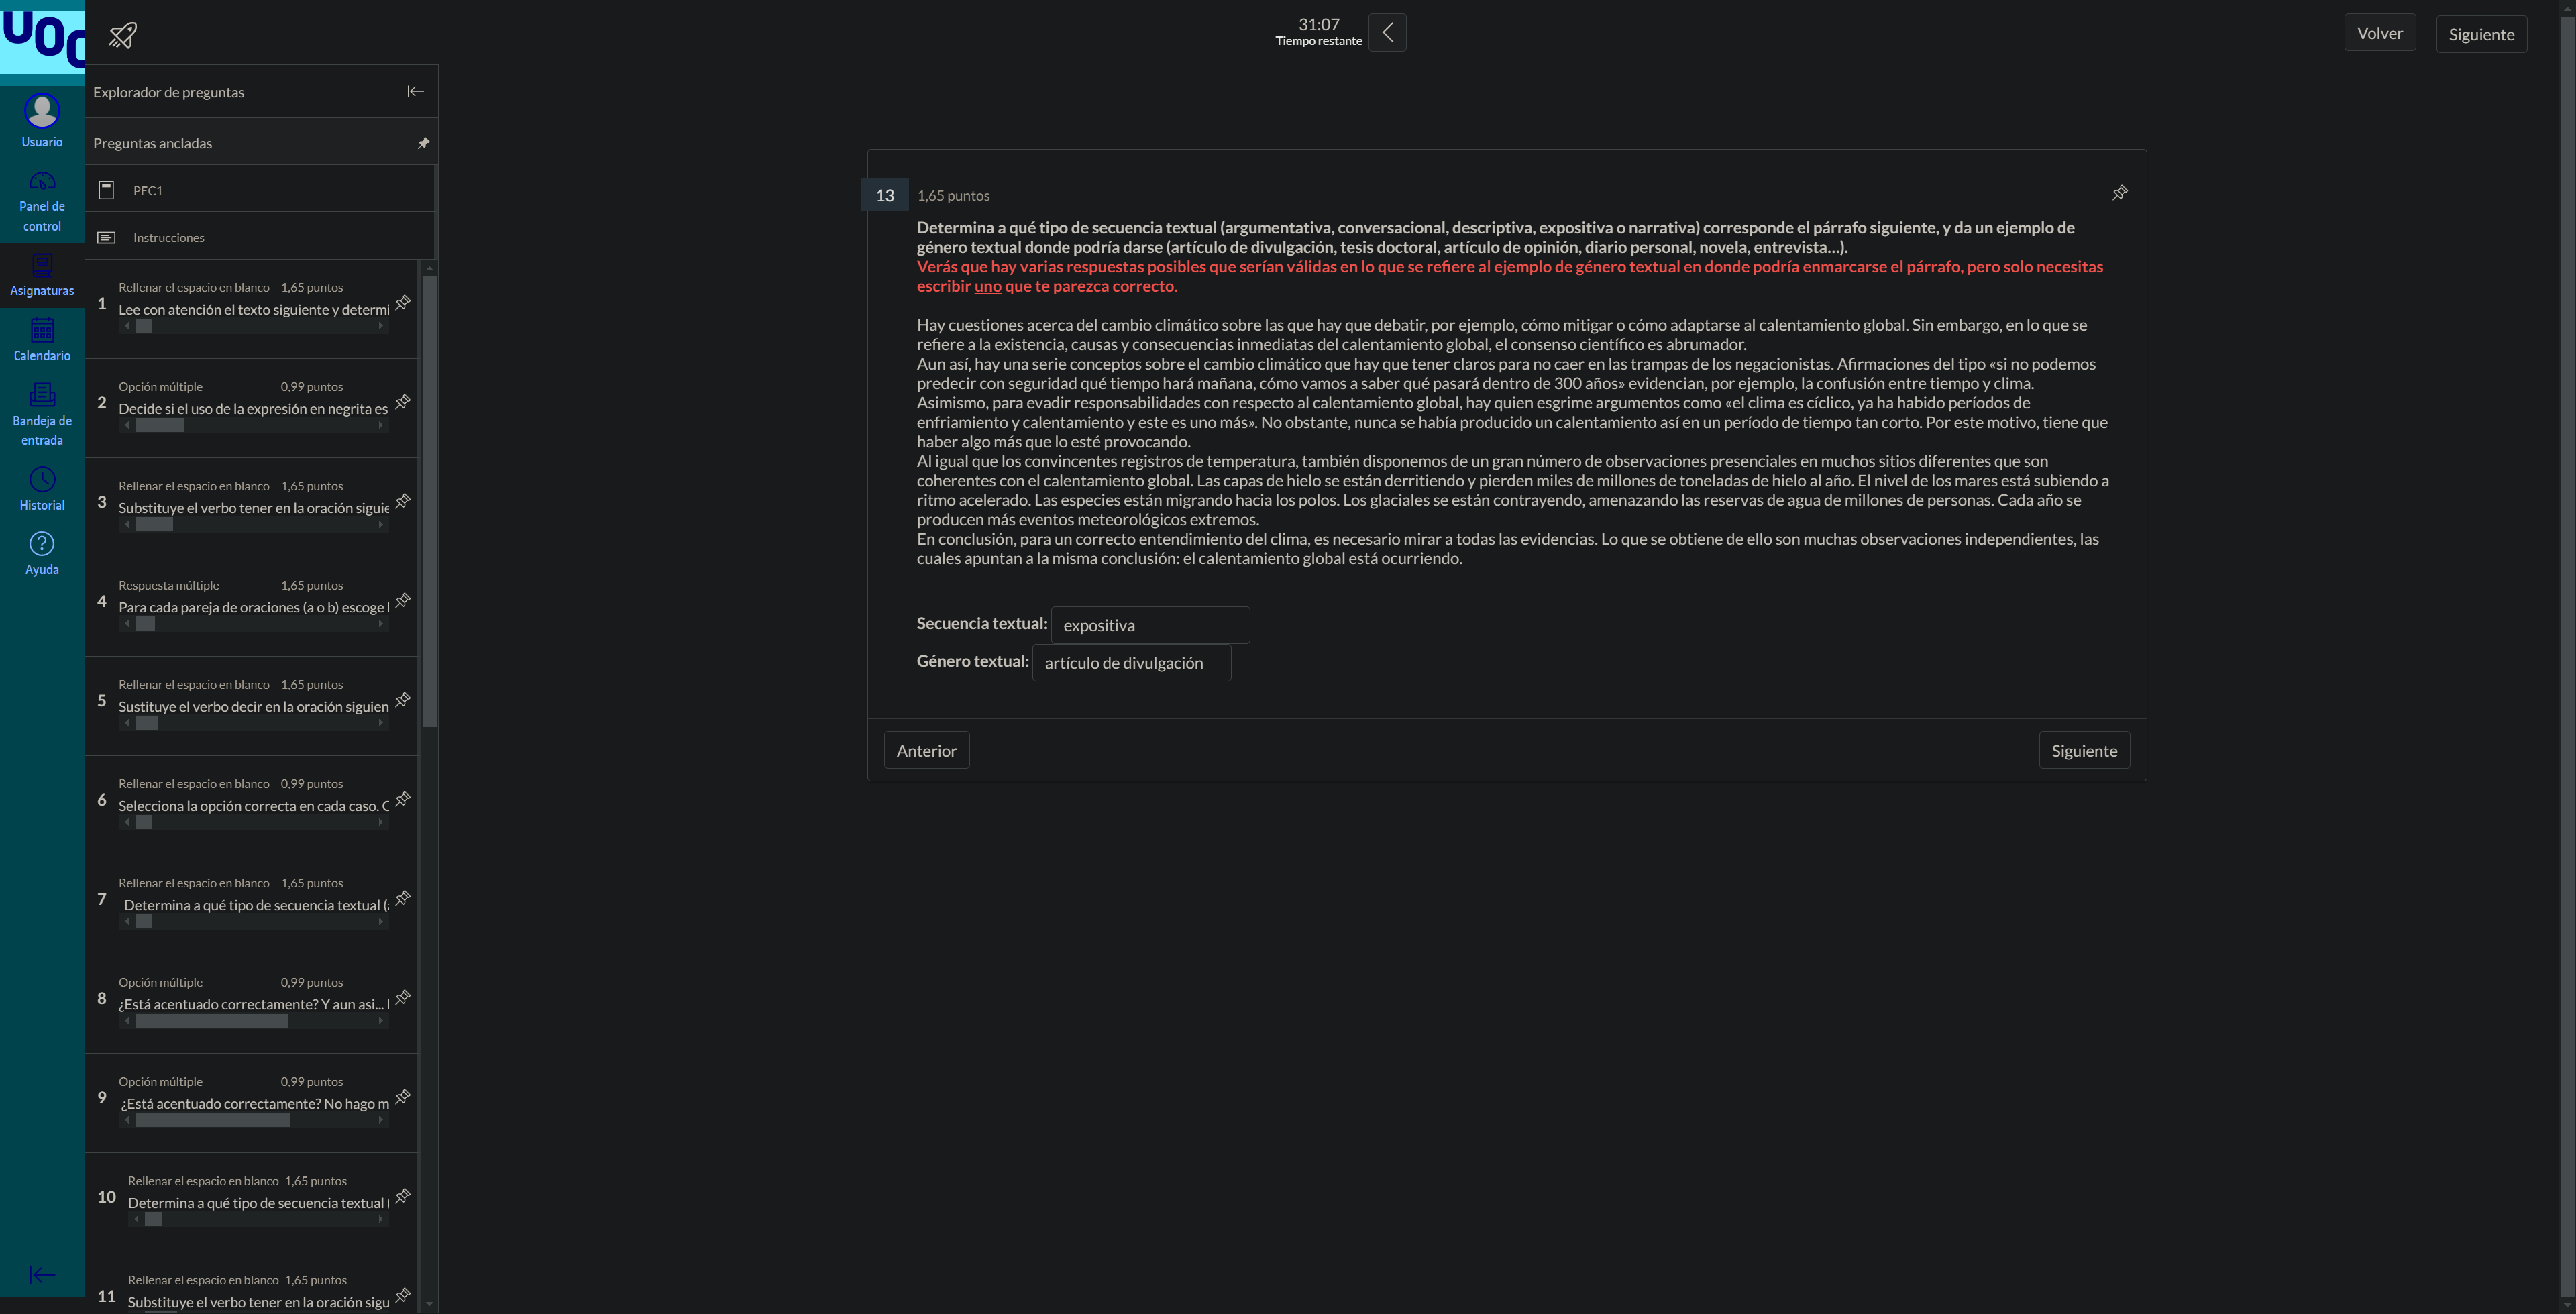 UOC
31:07
Tiempo restante
Volver
Siguiente
Usuario
Panel de
control
Asignaturas
Calendario
Bandeja de
entrada
Historial
Ayuda
Explorador de preguntas
Preguntas ancladas
PEC1
Instrucciones
Rellenar el espacio en blanco 1,65 puntos
1 Lee con atención el texto siguiente y determi
Opción múltiple 0,99 puntos
2 Decide si el uso de la expresión en negrita es
Rellenar el espacio en blanco 1,65 puntos
3 Substituye el verbo tener en la oración siguie
Respuesta múltiple 1,65 puntos
4 Para cada pareja de oraciones (a o b) escoge
Rellenar el espacio en blanco 1,65 puntos
5 Sustituye el verbo decir en la oración siguien
Rellenar el espacio en blanco 0,99 puntos
6 Selecciona la opción correcta en cada caso.
Rellenar el espacio en blanco 1,65 puntos
7 Determina a qué tipo de secuencia textual (
Opción múltiple 0,99 puntos
8 ¿Está acentuado correctamente? Y aun asi...
Opción múltiple 0,99 puntos
9 ¿Está acentuado correctamente? No hago m
Rellenar el espacio en blanco 1,65 puntos
10 Determina a qué tipo de secuencia textual
Rellenar el espacio en blanco 1,65 puntos
11 Substituye el verbo tener en la oración sigu
13 1,65 puntos
Determina a qué tipo de secuencia textual (argumentativa, conversacional, descriptiva, expositiva o narrativa) corresponde el párrafo siguiente, y da un ejemplo de
género textual donde podría darse (artículo de divulgación, tesis doctoral, artículo de opinión, diario personal, novela, entrevista...).
Verás que hay varias respuestas posibles que serían válidas en lo que se refiere al ejemplo de género textual en donde podría enmarcarse el párrafo, pero solo necesitas
escribir uno que te parezca correcto.
Hay cuestiones acerca del cambio climático sobre las que hay que debatir, por ejemplo, cómo mitigar o cómo adaptarse al calentamiento global. Sin embargo, en lo que se
refiere a la existencia, causas y consecuencias inmediatas del calentamiento global, el consenso científico es abrumador.
Aun así, hay una serie conceptos sobre el cambio climático que hay que tener claros para no caer en las trampas de los negacionistas. Afirmaciones del tipo «si no podemos
predecir con seguridad qué tiempo hará mañana, cómo vamos a saber qué pasará dentro de 300 años» evidencian, por ejemplo, la confusión entre tiempo y clima.
Asimismo, para evadir responsabilidades con respecto al calentamiento global, hay quien esgrime argumentos como «el clima es cíclico, ya ha habido períodos de
enfriamiento y calentamiento y este es uno más». No obstante, nunca se había producido un calentamiento así en un período de tiempo tan corto. Por este motivo, tiene que
haber algo más que lo esté provocando.
Al igual que los convincentes registros de temperatura, también disponemos de un gran número de observaciones presenciales en muchos sitios diferentes que son
coherentes con el calentamiento global. Las capas de hielo se están derritiendo y pierden miles de millones de toneladas de hielo al año. El nivel de los mares está subiendo a
ritmo acelerado. Las especies están migrando hacia los polos. Los glaciales se están contrayendo, amenazando las reservas de agua de millones de personas. Cada año se
producen más eventos meteorológicos extremos.
En conclusión, para un correcto entendimiento del clima, es necesario mirar a todas las evidencias. Lo que se obtiene de ello son muchas observaciones independientes, las
cuales apuntan a la misma conclusión: el calentamiento global está ocurriendo.
Secuencia textual: expositiva
Género textual: artículo de divulgación
Anterior
Siguiente